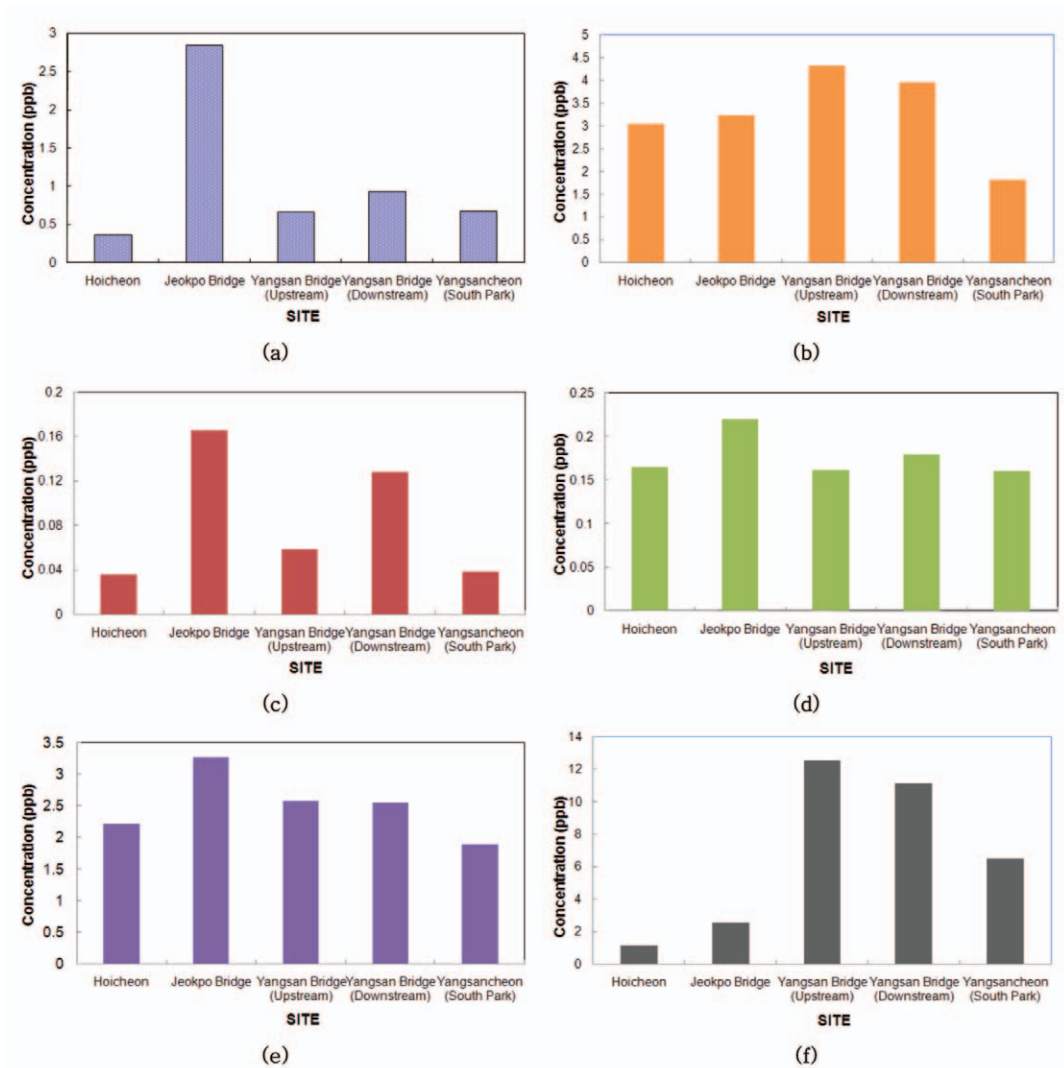 Concentration (ppb)
3
2.5
2
1.5
1
0.5
0
Hoicheon
Jeokpo Bridge
Yangsan Bridge
(Upstream)
Yangsan Bridge
(Downstream)
Yangsancheon
(South Park)
SITE
(a)
Concentration (ppb)
5
4.5
4
3.5
3
2.5
2
1.5
1
0.5
0
Hoicheon
Jeokpo Bridge
Yangsan Bridge
(Upstream)
Yangsan Bridge
(Downstream)
Yangsancheon
(South Park)
SITE
(b)
Concentration (ppb)
0.2
0.16
0.12
0.08
0.04
0
Hoicheon
Jeokpo Bridge
Yangsan Bridge
(Upstream)
Yangsan Bridge
(Downstream)
Yangsancheon
(South Park)
SITE
(c)
Concentration (ppb)
0.25
0.2
0.15
0.1
0.05
0
Hoicheon
Jeokpo Bridge
Yangsan Bridge
(Upstream)
Yangsan Bridge
(Downstream)
Yangsancheon
(South Park)
SITE
(d)
Concentration (ppb)
3.5
3
2.5
2
1.5
1
0.5
0
Hoicheon
Jeokpo Bridge
Yangsan Bridge
(Upstream)
Yangsan Bridge
(Downstream)
Yangsancheon
(South Park)
SITE
(e)
Concentration (ppb)
14
12
10
8
6
4
2
0
Hoicheon
Jeokpo Bridge
Yangsan Bridge
(Upstream)
Yangsan Bridge
(Downstream)
Yangsancheon
(South Park)
SITE
(f)